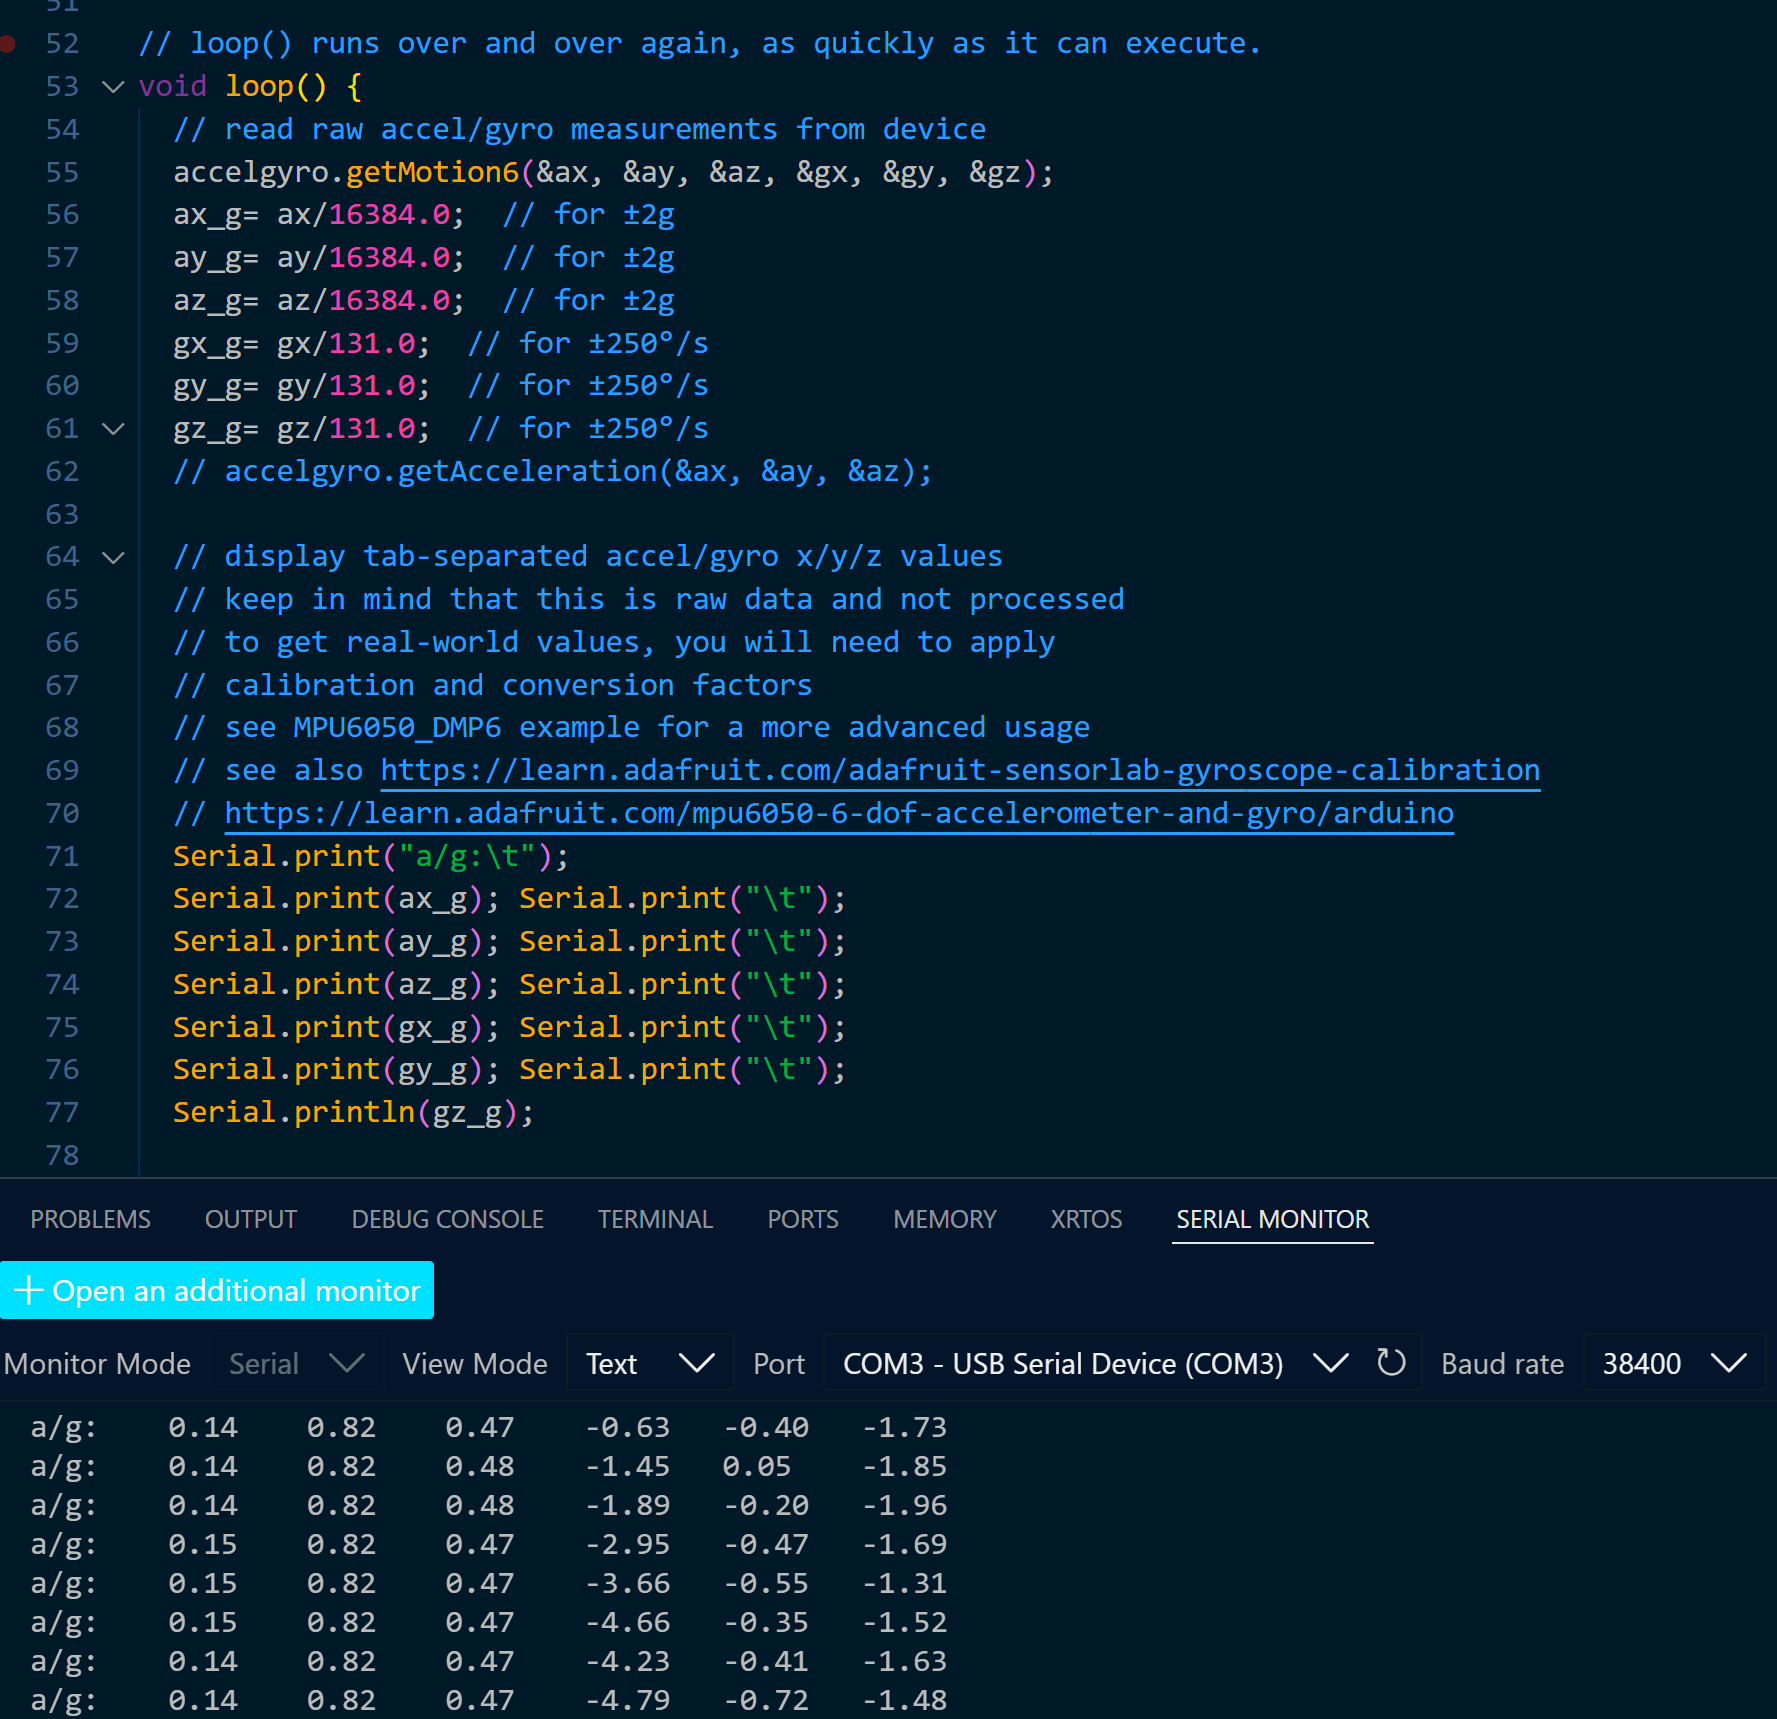 51
52 // loop() runs over and over again, as quickly as it can execute.
53 void loop() {
54 // read raw accel/gyro measurements from device
55 accelgyro.getMotion6(&ax, &ay, &az, &gx, &gy, &gz);
56 ax_g= ax/16384.0;  // for ±2g
57 ay_g= ay/16384.0;  // for ±2g
58 az_g= az/16384.0;  // for ±2g
59 gx_g= gx/131.0;  // for ±250°/s
60 gy_g= gy/131.0;  // for ±250°/s
61 gz_g= gz/131.0;  // for ±250°/s
62 // accelgyro.getAcceleration(&ax, &ay, &az);
63
64 // display tab-separated accel/gyro x/y/z values
65 // keep in mind that this is raw data and not processed
66 // to get real-world values, you will need to apply
67 // calibration and conversion factors
68 // see MPU6050_DMP6 example for a more advanced usage
69 // see also https://learn.adafruit.com/adafruit-sensorlab-gyroscope-calibration
70 // https://learn.adafruit.com/mpu6050-6-dof-accelerometer-and-gyro/arduino
71 Serial.print("a/g:\t");
72 Serial.print(ax_g); Serial.print("\t");
73 Serial.print(ay_g); Serial.print("\t");
74 Serial.print(az_g); Serial.print("\t");
75 Serial.print(gx_g); Serial.print("\t");
76 Serial.print(gy_g); Serial.print("\t");
77 Serial.println(gz_g);
78
PROBLEMS OUTPUT DEBUG CONSOLE TERMINAL PORTS MEMORY XRTOS SERIAL MONITOR
+ Open an additional monitor
Monitor Mode Serial View Mode Text Port COM3 - USB Serial Device (COM3) Baud rate 38400
a/g: 0.14 0.82 0.47 -0.63 -0.40 -1.73
a/g: 0.14 0.82 0.48 -1.45 0.05 -1.85
a/g: 0.14 0.82 0.48 -1.89 -0.20 -1.96
a/g: 0.15 0.82 0.47 -2.95 -0.47 -1.69
a/g: 0.15 0.82 0.47 -3.66 -0.55 -1.31
a/g: 0.15 0.82 0.47 -4.66 -0.35 -1.52
a/g: 0.14 0.82 0.47 -4.23 -0.41 -1.63
a/g: 0.14 0.82 0.47 -4.79 -0.72 -1.48